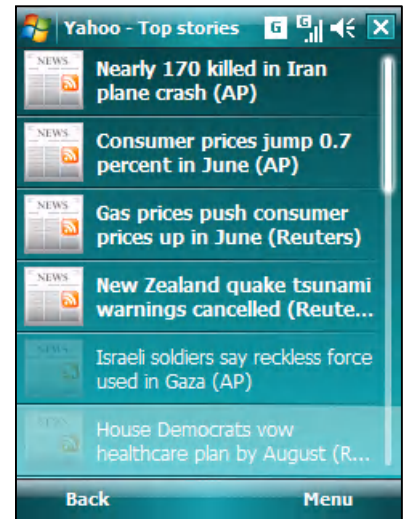 Yahoo - Top stories G G
NEWS
Nearly 170 killed in Iran
plane crash (AP)
NEWS
Consumer prices jump 0.7
percent in June (AP)
NEWS
Gas prices push consumer
prices up in June (Reuters)
NEWS
New Zealand quake tsunami
warnings cancelled (Reute...
NEWS
Israeli soldiers say reckless force
used in Gaza (AP)
NEWS
House Democrats vow
healthcare plan by August (R...
Back Menu